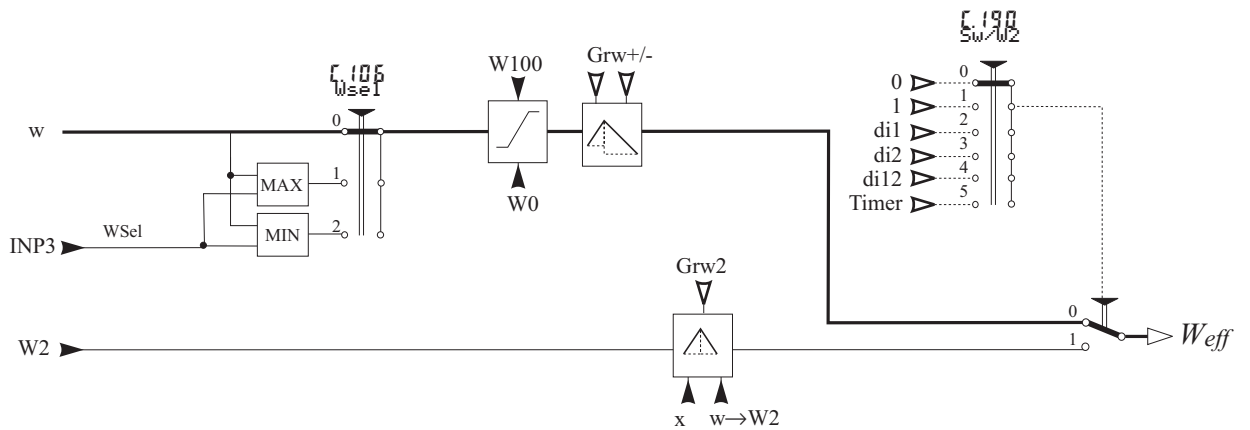 C.106
Wsel
W100
Grw+/-
C.190
Sw/W2
0
0
1
1
di1
2
di2
3
di12
4
Timer
5
w
0
MAX
1
W0
INP3
WSel
MIN
2
Grw2
0
W2
1
Weff
x
w→W2